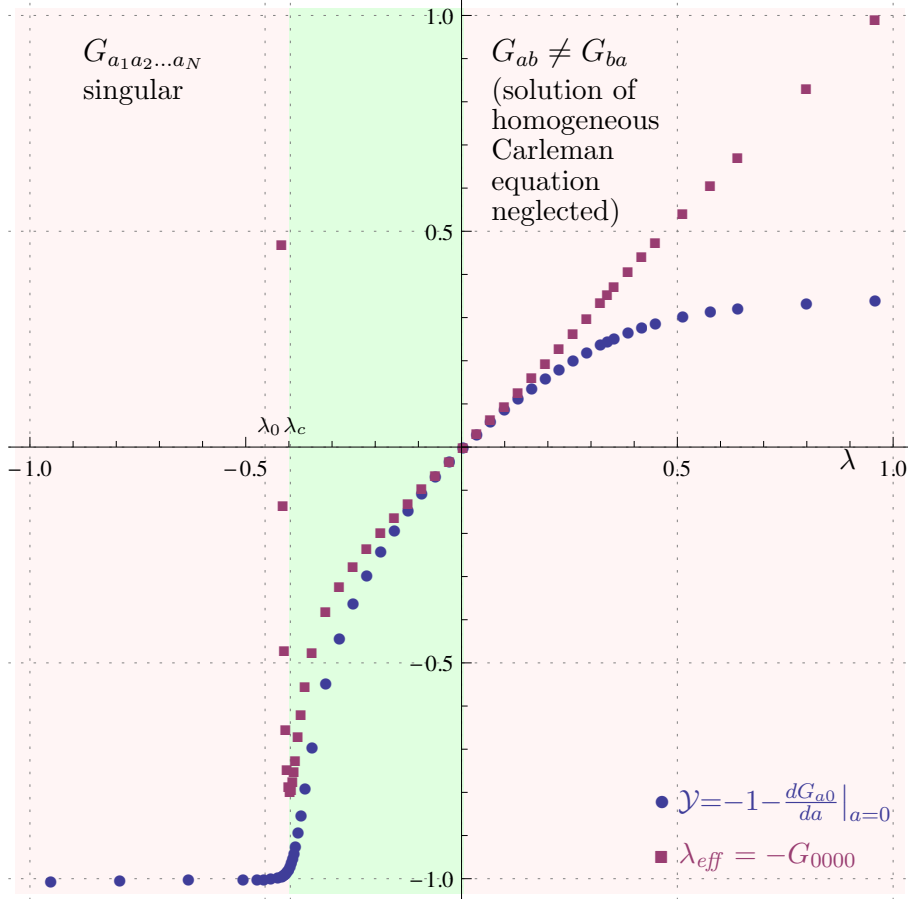 1.0
G_{a_1a_2...a_N}
singular
G_{ab} ≠ G_{ba}
(solution of
homogeneous
Carleman
equation
neglected)
0.5
λ_0 λ_c
−1.0 −0.5 0.5 λ 1.0
−0.5
𝒴=−1−\frac{dG_{a0}}{da}|_{a=0}
λ_{eff} = −G_{0000}
−1.0